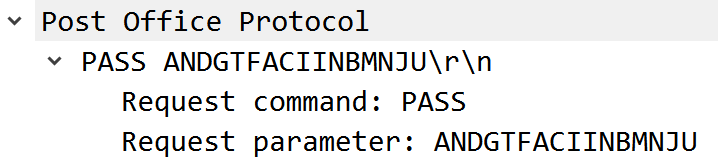 Post Office Protocol
PASS ANDGTFACIINBMNJU\r\n
Request command: PASS
Request parameter: ANDGTFACIINBMNJU